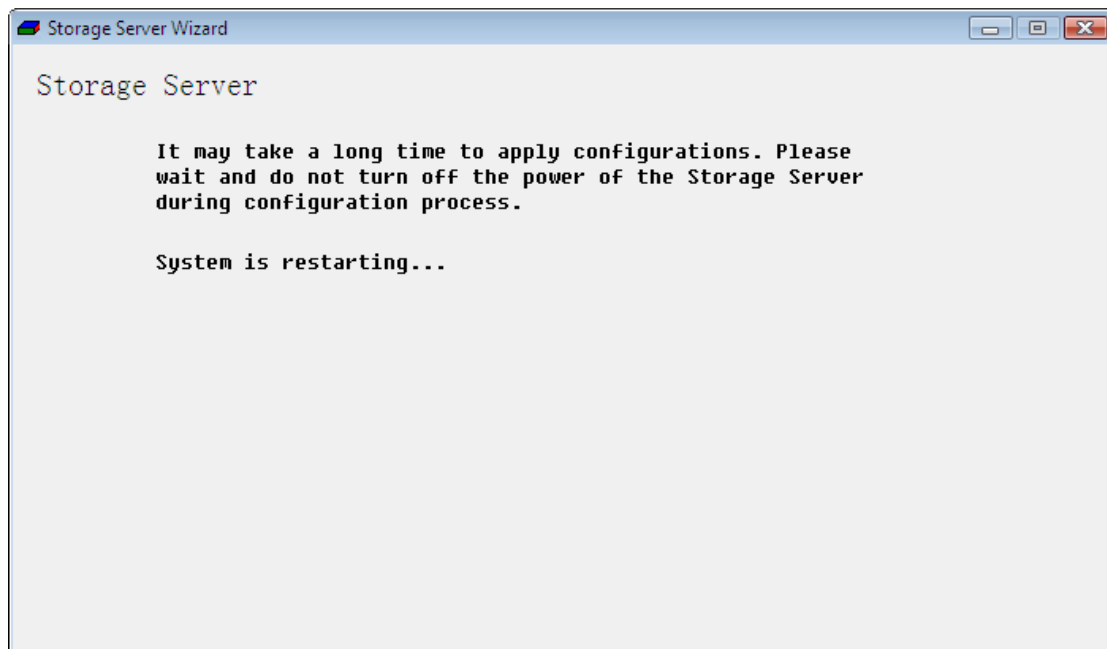 Storage Server Wizard
Storage Server
It may take a long time to apply configurations. Please
wait and do not turn off the power of the Storage Server
during configuration process.
System is restarting...